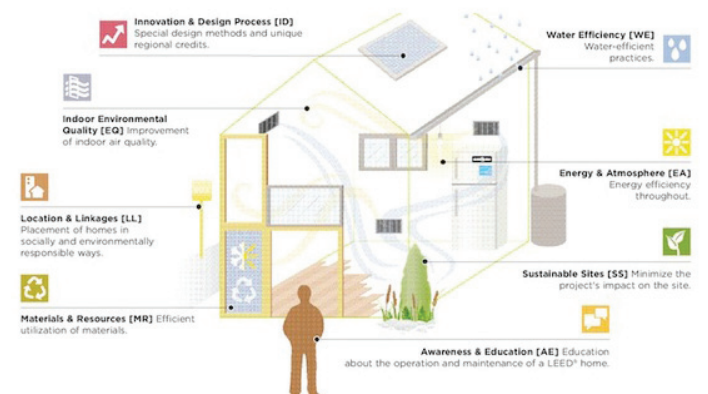 Innovation & Design Process [ID]
Special design methods and unique
regional credits.
Water Efficiency [WE]
Water-efficient
practices.
Indoor Environmental
Quality [EQ] Improvement
of indoor air quality.
Energy & Atmosphere [EA]
Energy efficiency
throughout.
Location & Linkages [LL]
Placement of homes in
socially and environmentally
responsible ways.
Sustainable Sites [SS] Minimize the
project's impact on the site.
Materials & Resources [MR] Efficient
utilization of materials.
Awareness & Education [AE] Education
about the operation and maintenance of a LEED® home.